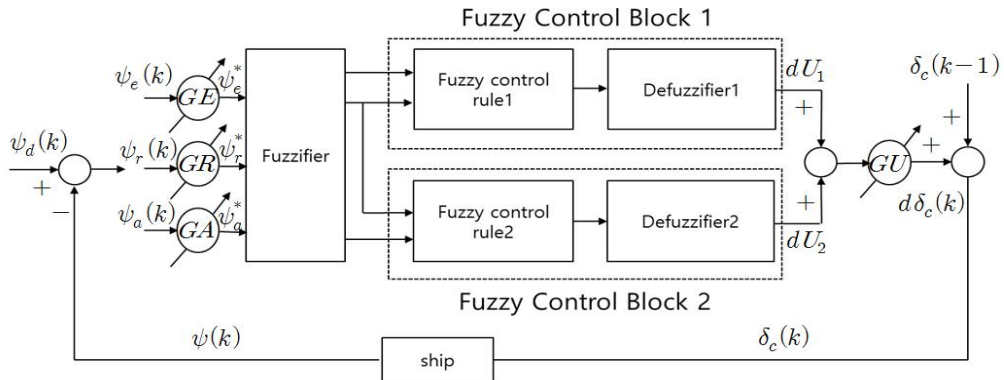 Fuzzy Control Block 1
ψ_e(k)
GE
ψ_e^*
ψ_d(k)
+
−
ψ_r(k)
GR
ψ_r^*
ψ_a(k)
GA
ψ_a^*
Fuzzifier
Fuzzy control
rule1
Defuzzifier1
dU_1
+
Fuzzy control
rule2
Defuzzifier2
+
dU_2
GU
δ_c(k−1)
+
+
dδ_c(k)
Fuzzy Control Block 2
ψ(k)
ship
δ_c(k)